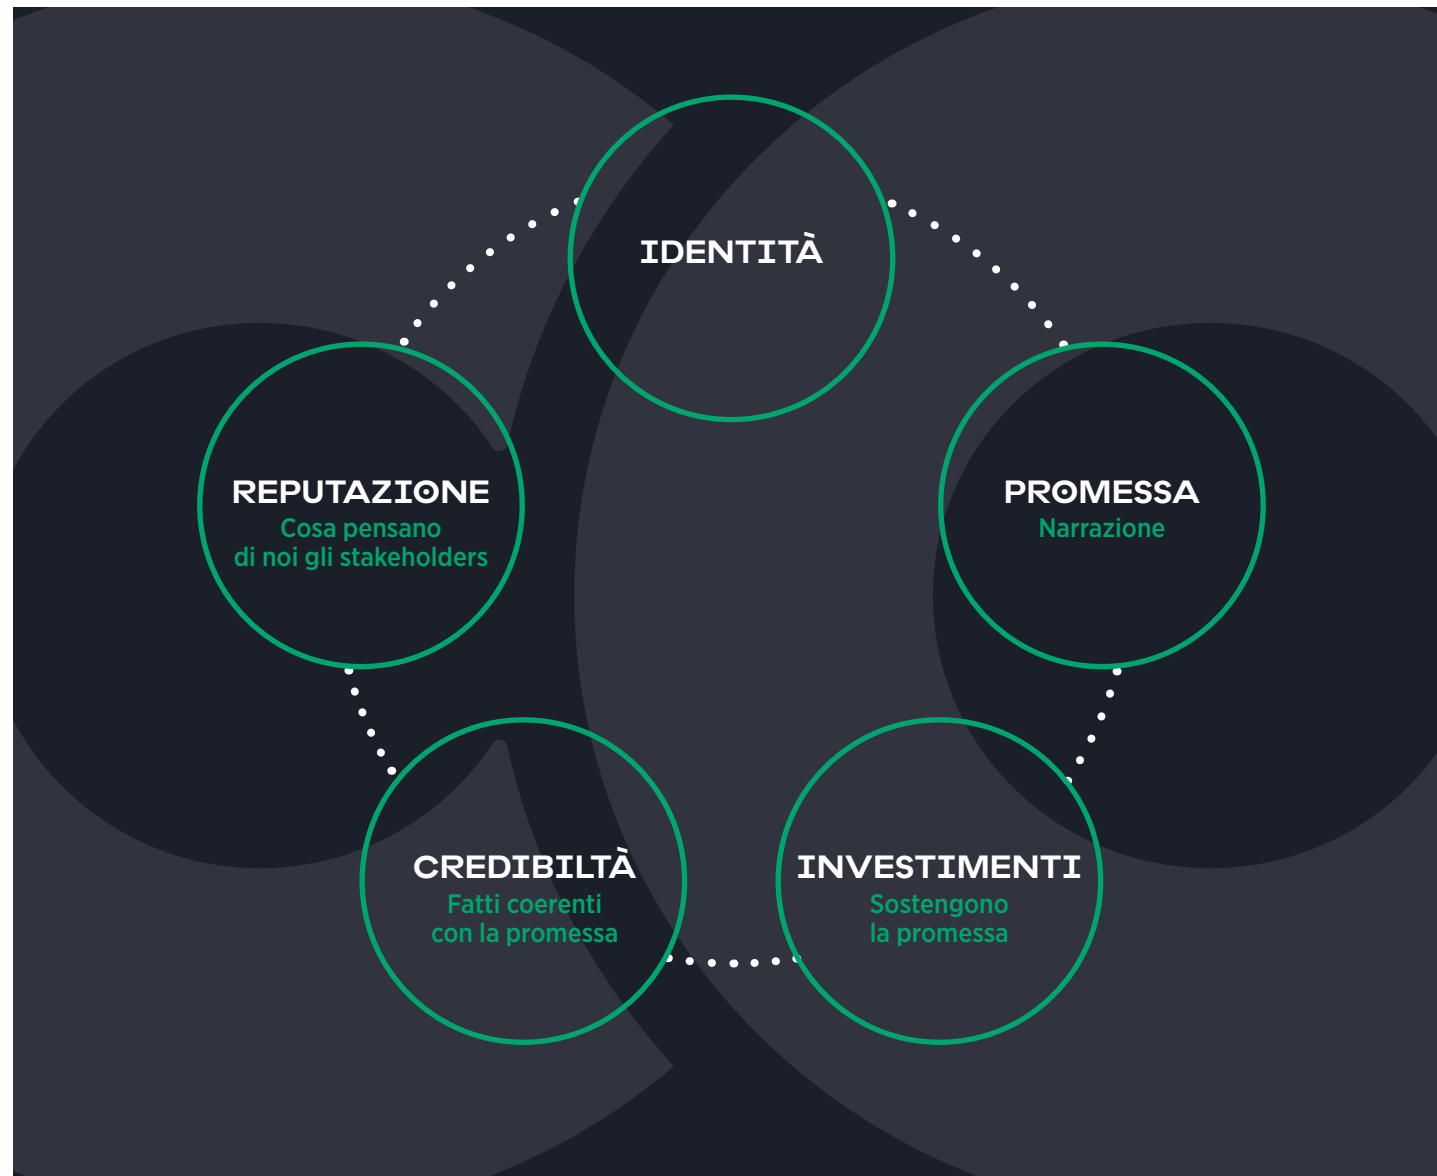 IDENTITÀ
REPUTAZIONE
Cosa pensano
di noi gli stakeholders
PROMESSA
Narrazione
CREDIBILTÀ
Fatti coerenti
con la promessa
INVESTIMENTI
Sostengono
la promessa